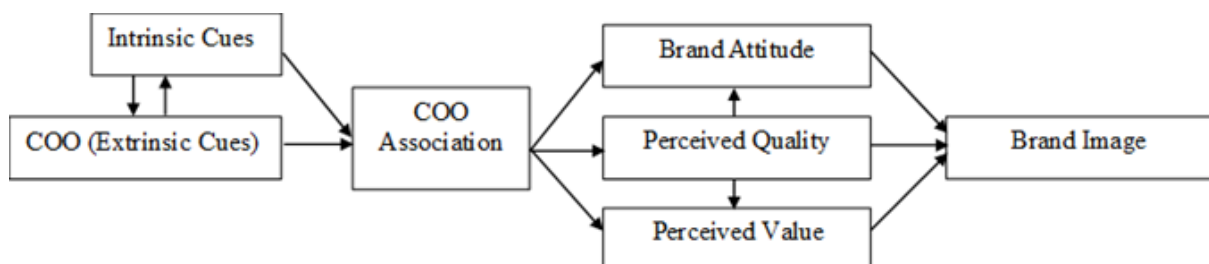 Intrinsic Cues
COO (Extrinsic Cues)
COO
Association
Brand Attitude
Perceived Quality
Perceived Value
Brand Image